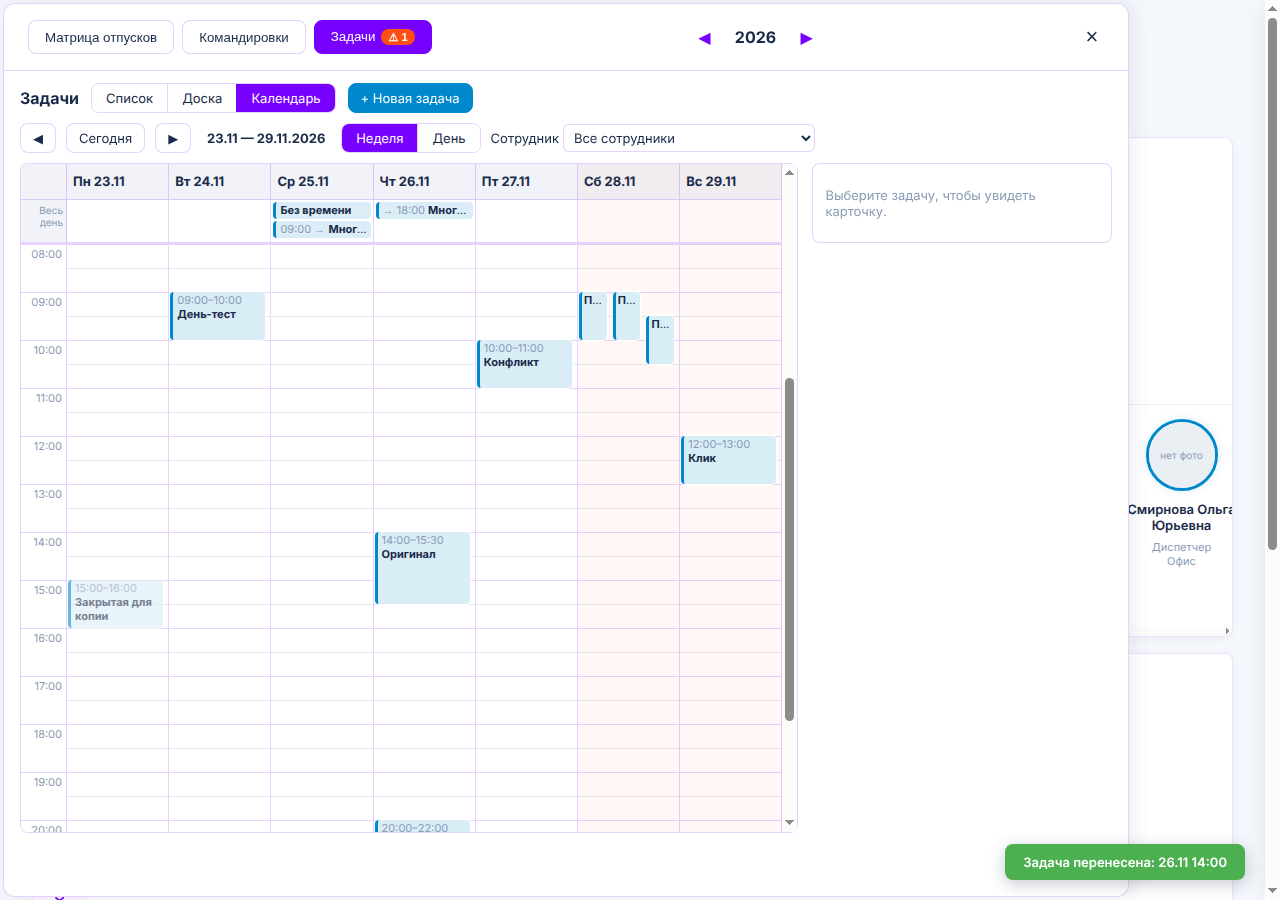 Матрица отпусков
Командировки
Задачи ⚠ 1
◀ 2026 ▶
×
Задачи
Список
Доска
Календарь
+ Новая задача
◀
Сегодня
▶
23.11 — 29.11.2026
Неделя
День
Сотрудник
Все сотрудники
Пн 23.11
Вт 24.11
Ср 25.11
Чт 26.11
Пт 27.11
Сб 28.11
Вс 29.11
Весь
день
Без времени
09:00 → Мног…
→ 18:00 Мног…
Выберите задачу, чтобы увидеть
карточку.
08:00
09:00
09:00–10:00
День-тест
П…
П…
П…
10:00
10:00–11:00
Конфликт
11:00
12:00
12:00–13:00
Клик
13:00
14:00
14:00–15:30
Оригинал
15:00
15:00–16:00
Закрытая для
копии
16:00
17:00
18:00
19:00
20:00
20:00–22:00
нет фото
Смирнова Ольга
Юрьевна
Диспетчер
Офис
Задача перенесена: 26.11 14:00